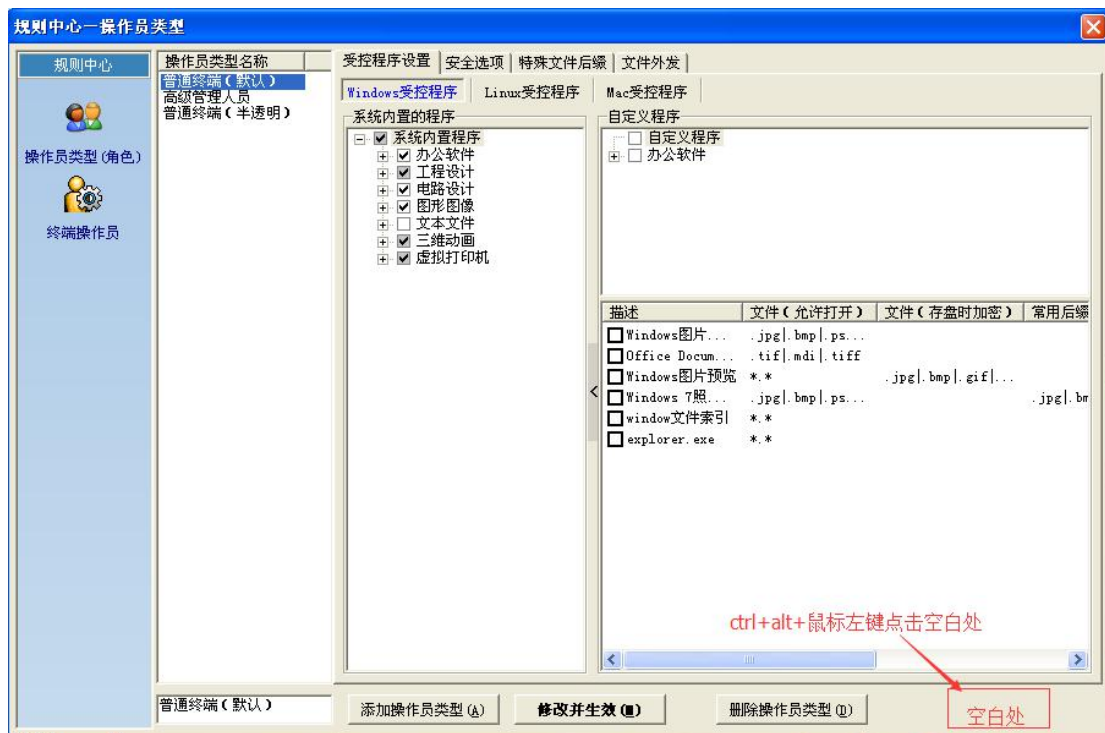 规则中心—操作员类型
规则中心
操作员类型(角色)
终端操作员
操作员类型名称
普通终端(默认)
高级管理人员
普通终端(半透明)
普通终端(默认)
受控程序设置 安全选项 特殊文件后缀 文件外发
Windows受控程序 Linux受控程序 Mac受控程序
系统内置的程序
系统内置程序
办公软件
工程设计
电路设计
图形图像
文本文件
三维动画
虚拟打印机
自定义程序
自定义程序
办公软件
描述 文件(允许打开) 文件(存盘时加密) 常用后缀
Windows图片... .jpg|.bmp|.ps...
Office Docum... .tif|.mdi|.tiff
Windows图片预览 *.* .jpg|.bmp|.gif|...
Windows 7照... .jpg|.bmp|.ps... .jpg|.bm
window文件索引 *.*
explorer.exe *.*
ctrl+alt+鼠标左键点击空白处
添加操作员类型(A) 修改并生效(M) 删除操作员类型(D) 空白处